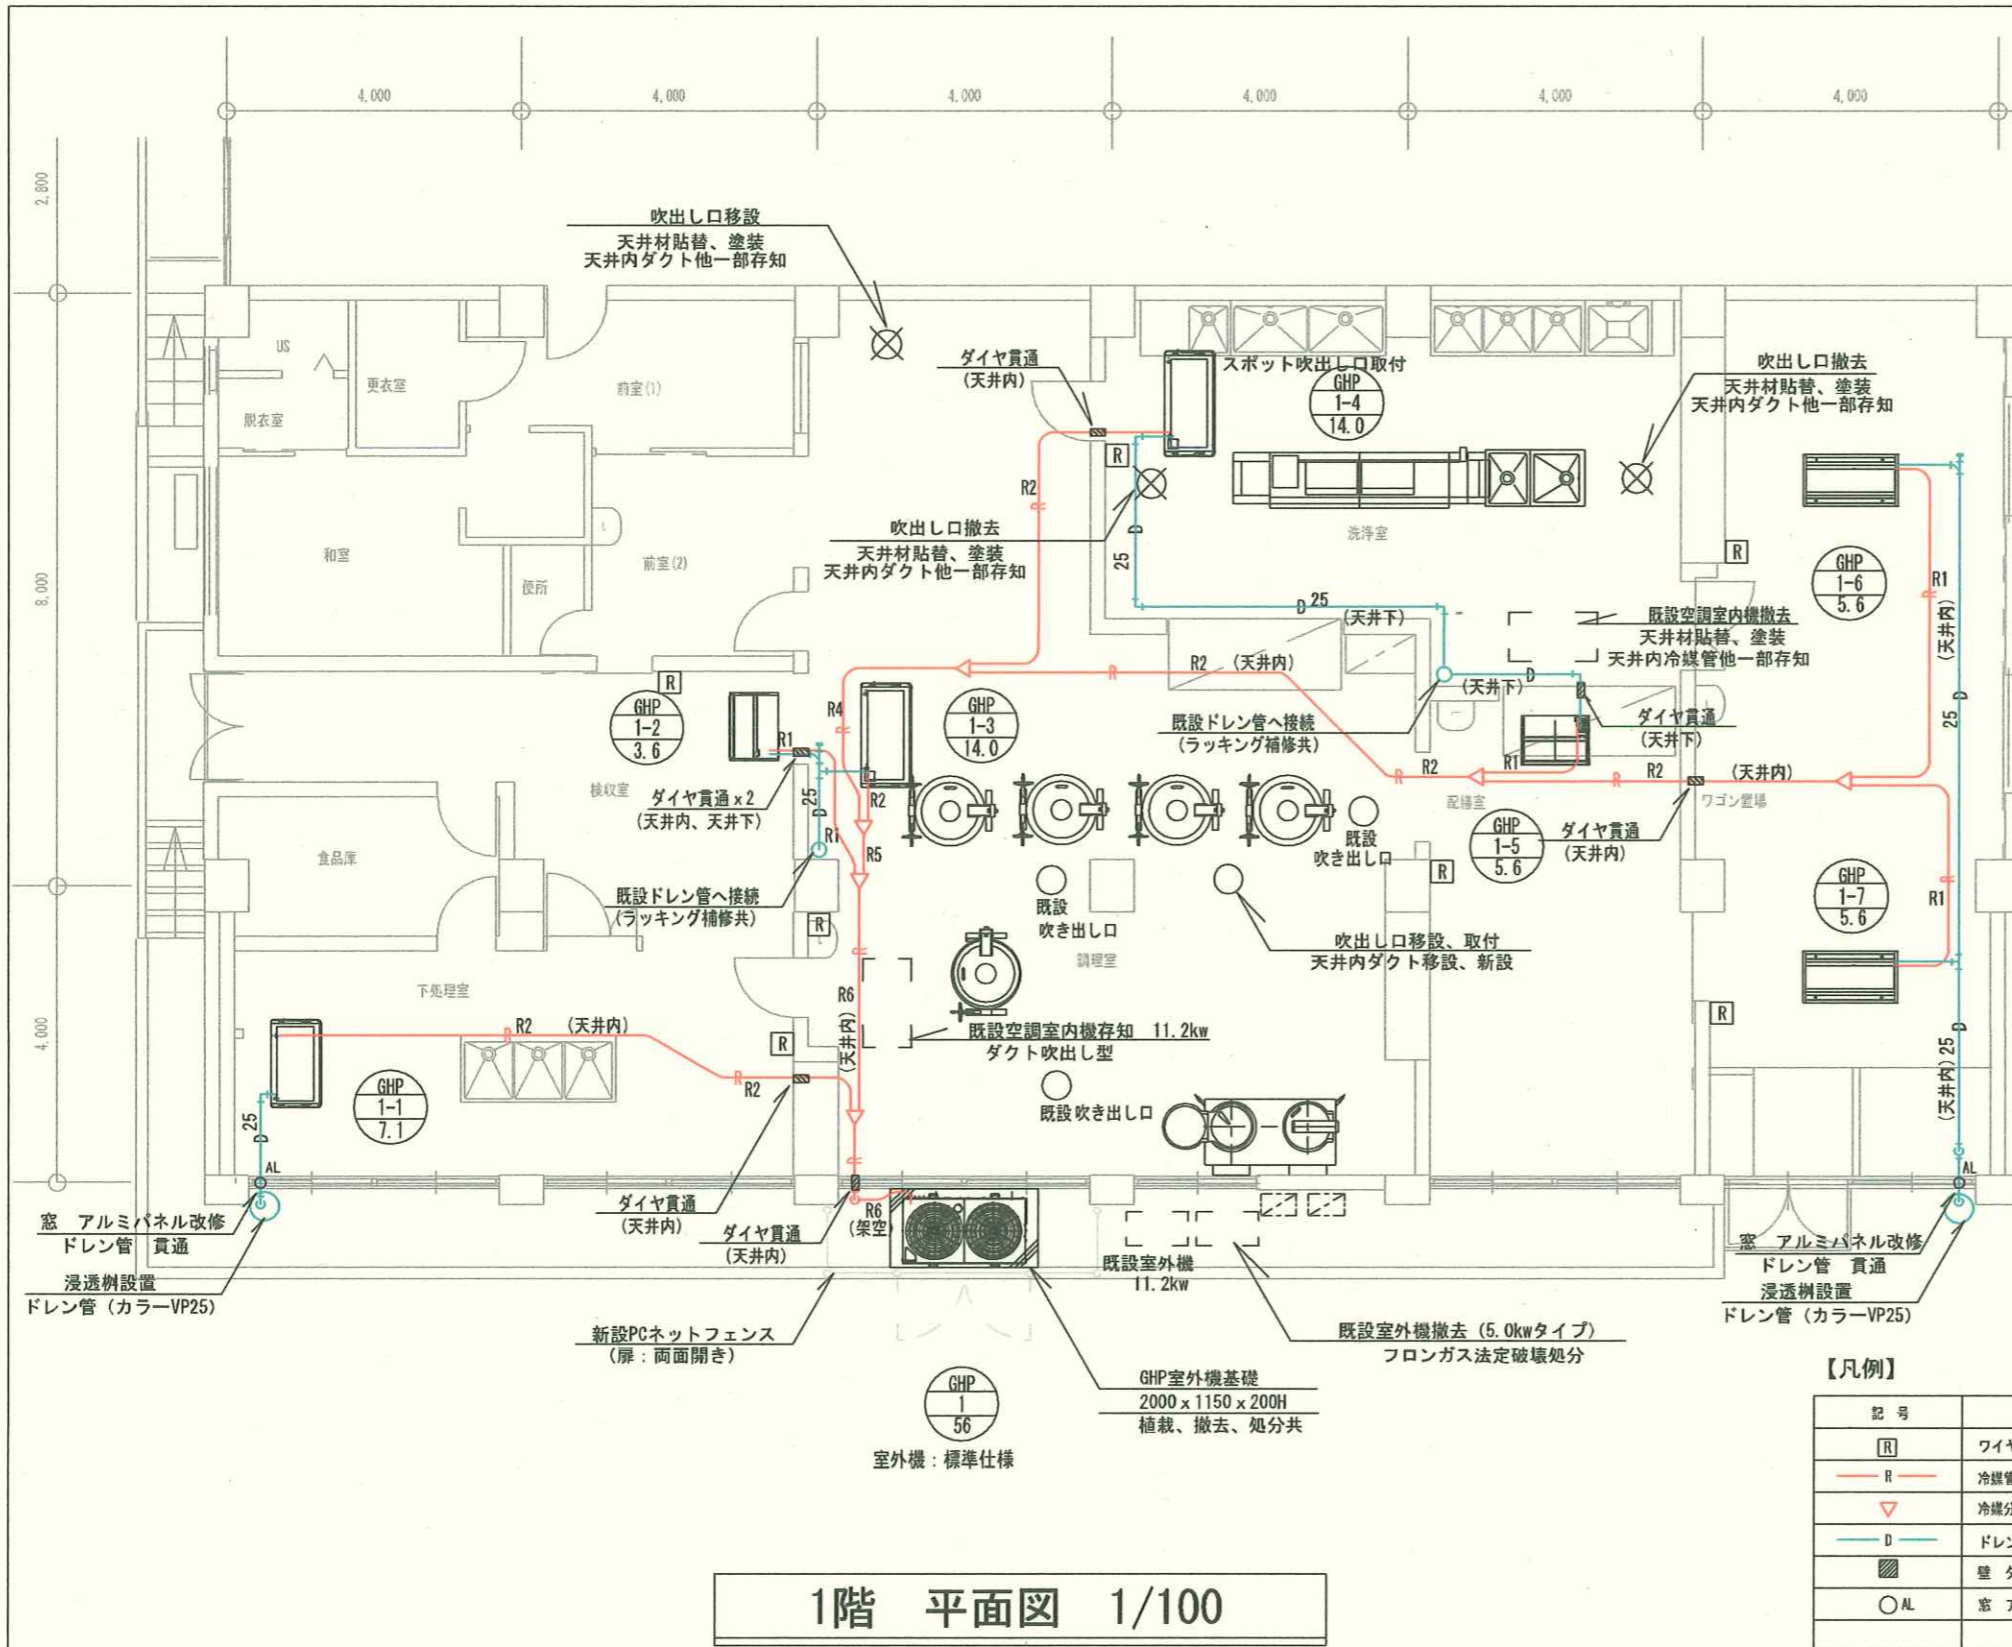 4,000
4,000
4,000
4,000
4,000
4,000
2,800
8,000
4,000
吹出し口移設
天井材貼替、塗装
天井内ダクト他一部存知
ダイヤ貫通
(天井内)
スポット吹出し口取付
GHP
1-4
14.0
吹出し口撤去
天井材貼替、塗装
天井内ダクト他一部存知
US
更衣室
脱衣室
前室(1)
R
R2
R
D
25
吹出し口撤去
天井材貼替、塗装
天井内ダクト他一部存知
洗浄室
和室
便所
前室(2)
R
GHP
1-6
5.6
R1
R
(天井内)
D 25
(天井下)
既設空調室内機撤去
天井材貼替、塗装
天井内冷媒管他一部存知
R
R2
(天井内)
D
(天井下)
R
GHP
1-2
3.6
R1
R4
R
GHP
1-3
14.0
既設ドレン管へ接続
(ラッキング補修共)
ダイヤ貫通
(天井下)
D
25
R
R2
R1
R
R2
(天井内)
検収室
ダイヤ貫通x2
(天井内、天井下)
D 25
R1
R2
R5
既設
吹き出し口
配膳室
GHP
1-5
5.6
ダイヤ貫通
(天井内)
ワゴン置場
食品庫
既設ドレン管へ接続
(ラッキング補修共)
R
既設
吹き出し口
R
GHP
1-7
5.6
R1
R
吹出し口移設、取付
天井内ダクト移設、新設
調理室
下処理室
R
R6
(天井内)
R
R2
(天井内)
R
既設空調室内機存知 11.2kw
ダクト吹出し型
R
D
(天井内) 25
GHP
1-1
7.1
R
R2
既設吹き出し口
D 25
AL
R
AL
窓 アルミパネル改修
ドレン管 貫通
浸透桝設置
ドレン管(カラーVP25)
ダイヤ貫通
(天井内)
ダイヤ貫通
(天井内)
R6
(架空)
既設室外機
11.2kw
窓 アルミパネル改修
ドレン管 貫通
浸透桝設置
ドレン管(カラーVP25)
新設PCネットフェンス
(扉:両面開き)
既設室外機撤去(5.0kwタイプ)
フロンガス法定破壊処分
GHP
1
56
室外機:標準仕様
GHP室外機基礎
2000x1150x200H
植栽、撤去、処分共
【凡例】
記号
R
ワイヤ
R
冷媒管
冷媒分
D
ドレン
壁 ダ
AL
窓 ア
1階 平面図 1/100